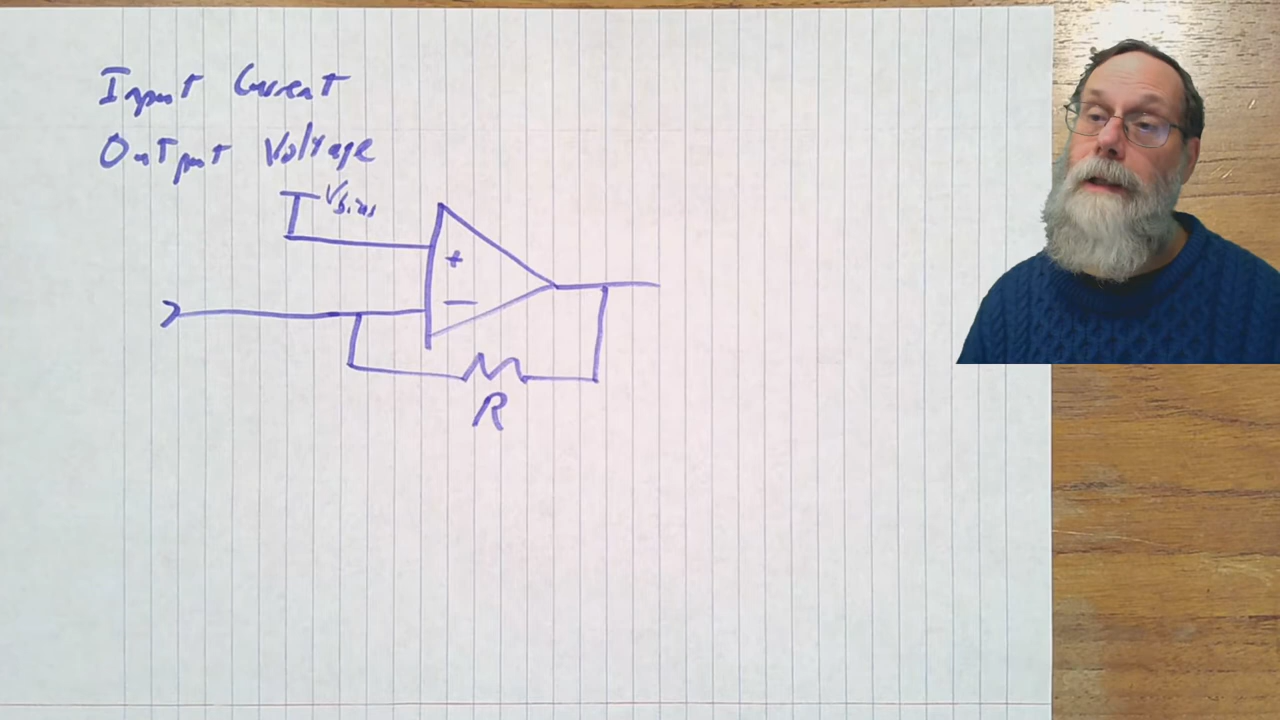 Input Current
Output Voltage
Vbias
+
−
R